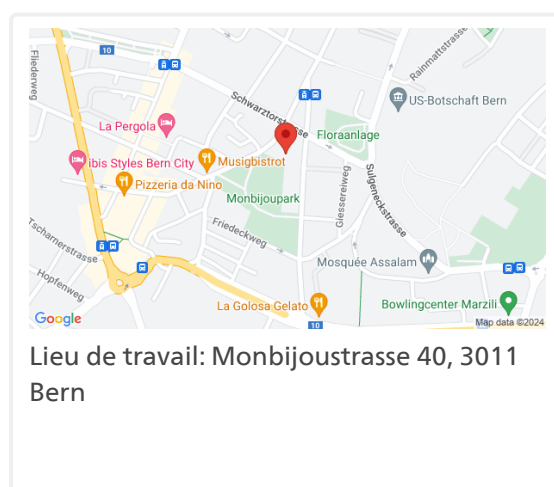 Fliederweg
10
Rainmattstrasse
Schwarztorstrasse
US-Botschaft Bern
La Pergola
Floraanlage
ibis Styles Bern City
Musigbistrot
Pizzeria da Nino
Monbijoupark
Giessereiweg
Sulgeneckstrasse
Tscharnerstrasse
Friedeckweg
Mosquée Assalam
Hopfenweg
La Golosa Gelato
Bowlingcenter Marzili
Google
10
Map data ©2024
Lieu de travail: Monbijoustrasse 40, 3011
Bern